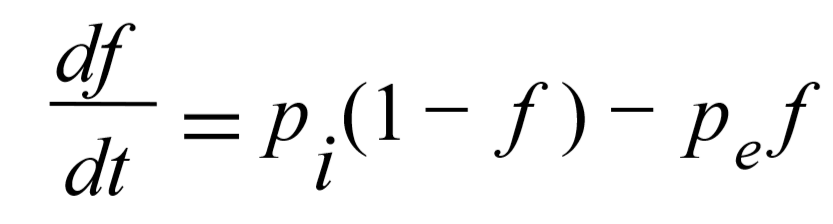 df/dt = p_i(1 − f) − p_e f